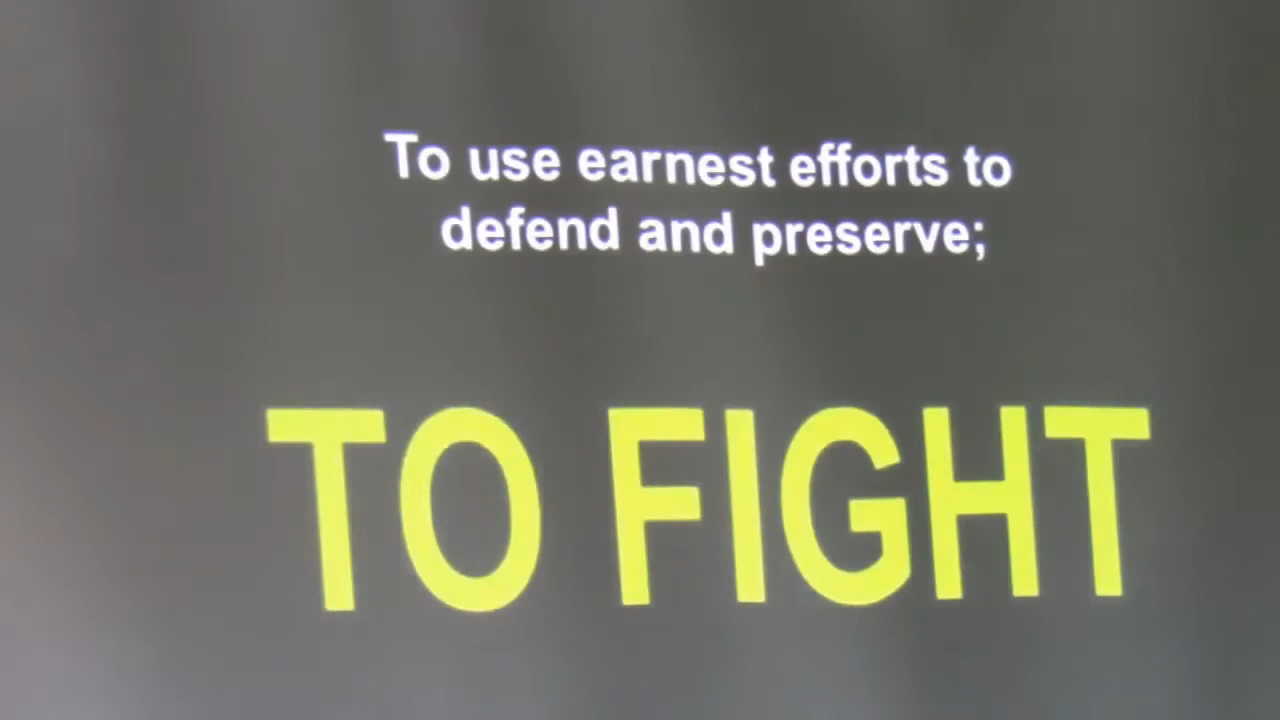 To use earnest efforts to
defend and preserve;
TO FIGHT